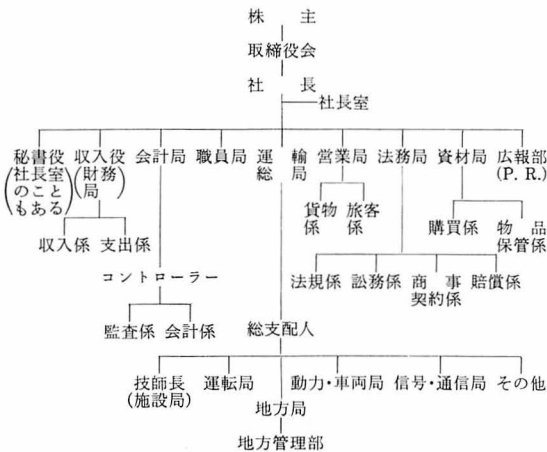 株　主
取締役会
社　長
社長室
秘書役 収入役 会計局 職員局 運輸 営業局 法務局 資材局 広報部
(社長室 (財務 総局 (P. R.)
のこと 局)
もある)
貨物 旅客
係 係
購買係 物品
保管係
収入係 支出係
コントローラー
法規係 訟務係 商事 賠償係
契約係
監査係 会計係
総支配人
技師長 運転局 動力・車両局 信号・通信局 その他
(施設局)
地方局
地方管理部